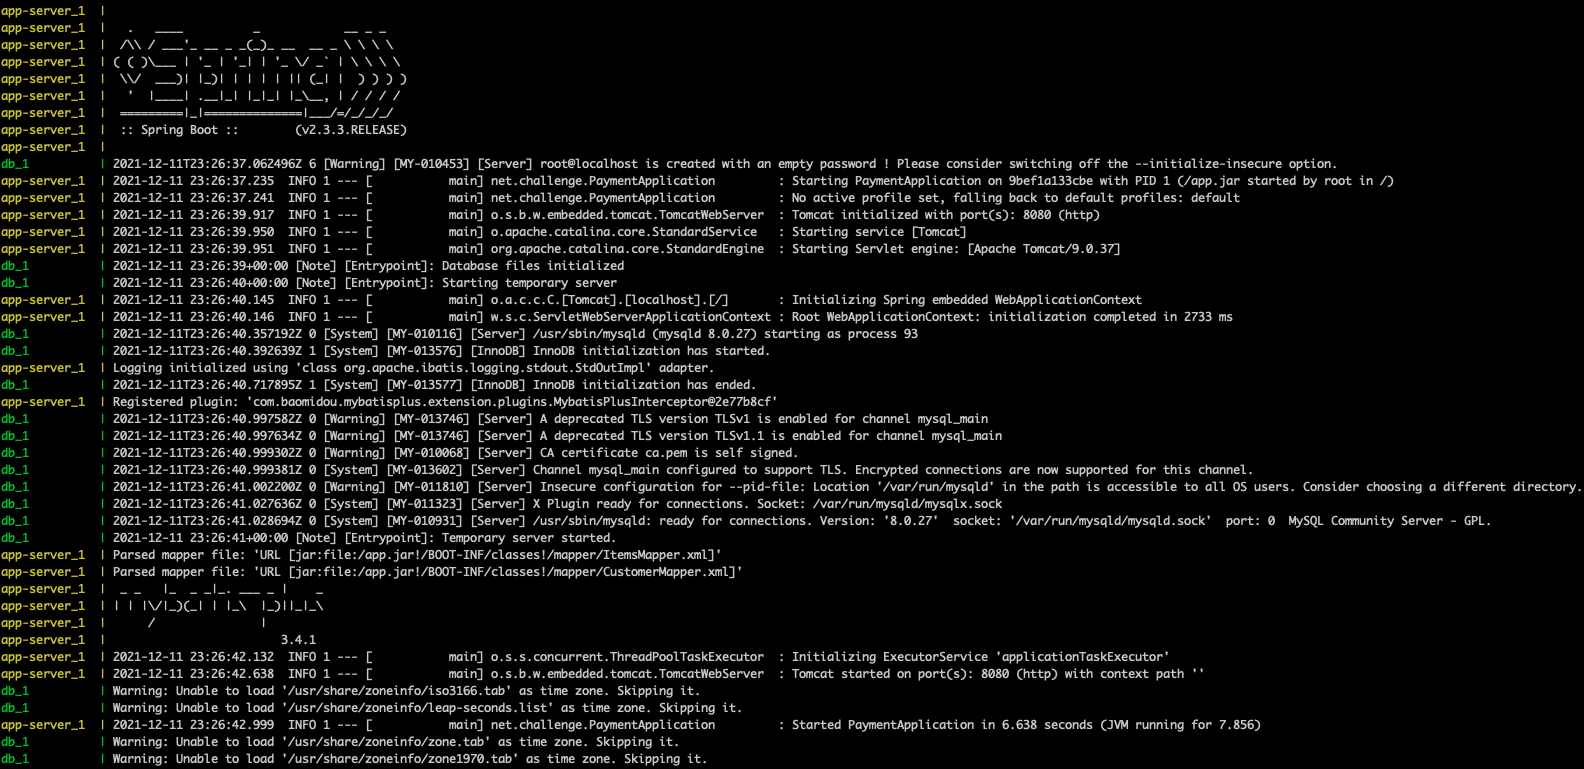 app-server_1  |
app-server_1  |   .   ____          _            __ _ _
app-server_1  |  /\\ / ___'_ __ _ _(_)_ __  __ _ \ \ \ \
app-server_1  | ( ( )\___ | '_ | '_| | '_ \/ _` | \ \ \ \
app-server_1  |  \\/  ___)| |_)| | | | | || (_| |  ) ) ) )
app-server_1  |   '  |____| .__|_| |_|_| |_\__, | / / / /
app-server_1  |  =========|_|==============|___/=/_/_/_/
app-server_1  |  :: Spring Boot ::        (v2.3.3.RELEASE)
app-server_1  |
db_1          | 2021-12-11T23:26:37.062496Z 6 [Warning] [MY-010453] [Server] root@localhost is created with an empty password ! Please consider switching off the --initialize-insecure option.
app-server_1  | 2021-12-11 23:26:37.235  INFO 1 --- [           main] net.challenge.PaymentApplication         : Starting PaymentApplication on 9bef1a133cbe with PID 1 (/app.jar started by root in /)
app-server_1  | 2021-12-11 23:26:37.241  INFO 1 --- [           main] net.challenge.PaymentApplication         : No active profile set, falling back to default profiles: default
app-server_1  | 2021-12-11 23:26:39.917  INFO 1 --- [           main] o.s.b.w.embedded.tomcat.TomcatWebServer  : Tomcat initialized with port(s): 8080 (http)
app-server_1  | 2021-12-11 23:26:39.950  INFO 1 --- [           main] o.apache.catalina.core.StandardService   : Starting service [Tomcat]
app-server_1  | 2021-12-11 23:26:39.951  INFO 1 --- [           main] org.apache.catalina.core.StandardEngine  : Starting Servlet engine: [Apache Tomcat/9.0.37]
db_1          | 2021-12-11 23:26:39+00:00 [Note] [Entrypoint]: Database files initialized
db_1          | 2021-12-11 23:26:40+00:00 [Note] [Entrypoint]: Starting temporary server
app-server_1  | 2021-12-11 23:26:40.145  INFO 1 --- [           main] o.a.c.c.C.[Tomcat].[localhost].[/]       : Initializing Spring embedded WebApplicationContext
app-server_1  | 2021-12-11 23:26:40.146  INFO 1 --- [           main] w.s.c.ServletWebServerApplicationContext : Root WebApplicationContext: initialization completed in 2733 ms
db_1          | 2021-12-11T23:26:40.357192Z 0 [System] [MY-010116] [Server] /usr/sbin/mysqld (mysqld 8.0.27) starting as process 93
db_1          | 2021-12-11T23:26:40.392639Z 1 [System] [MY-013576] [InnoDB] InnoDB initialization has started.
app-server_1  | Logging initialized using 'class org.apache.ibatis.logging.stdout.StdOutImpl' adapter.
db_1          | 2021-12-11T23:26:40.717895Z 1 [System] [MY-013577] [InnoDB] InnoDB initialization has ended.
app-server_1  | Registered plugin: 'com.baomidou.mybatisplus.extension.plugins.MybatisPlusInterceptor@2e77b8cf'
db_1          | 2021-12-11T23:26:40.997582Z 0 [Warning] [MY-013746] [Server] A deprecated TLS version TLSv1 is enabled for channel mysql_main
db_1          | 2021-12-11T23:26:40.997634Z 0 [Warning] [MY-013746] [Server] A deprecated TLS version TLSv1.1 is enabled for channel mysql_main
db_1          | 2021-12-11T23:26:40.999302Z 0 [Warning] [MY-010068] [Server] CA certificate ca.pem is self signed.
db_1          | 2021-12-11T23:26:40.999381Z 0 [System] [MY-013602] [Server] Channel mysql_main configured to support TLS. Encrypted connections are now supported for this channel.
db_1          | 2021-12-11T23:26:41.002200Z 0 [Warning] [MY-011810] [Server] Insecure configuration for --pid-file: Location '/var/run/mysqld' in the path is accessible to all OS users. Consider choosing a different directory.
db_1          | 2021-12-11T23:26:41.027636Z 0 [System] [MY-011323] [Server] X Plugin ready for connections. Socket: /var/run/mysqld/mysqlx.sock
db_1          | 2021-12-11T23:26:41.028694Z 0 [System] [MY-010931] [Server] /usr/sbin/mysqld: ready for connections. Version: '8.0.27'  socket: '/var/run/mysqld/mysqld.sock'  port: 0  MySQL Community Server - GPL.
db_1          | 2021-12-11 23:26:41+00:00 [Note] [Entrypoint]: Temporary server started.
app-server_1  | Parsed mapper file: 'URL [jar:file:/app.jar!/BOOT-INF/classes!/mapper/ItemsMapper.xml]'
app-server_1  | Parsed mapper file: 'URL [jar:file:/app.jar!/BOOT-INF/classes!/mapper/CustomerMapper.xml]'
app-server_1  |  _ _   |_  _ _|_. ___ _ |    _
app-server_1  | | | |\/|_)(_| | |_\  |_)||_|_\
app-server_1  |      /               |
app-server_1  |                         3.4.1
app-server_1  | 2021-12-11 23:26:42.132  INFO 1 --- [           main] o.s.s.concurrent.ThreadPoolTaskExecutor  : Initializing ExecutorService 'applicationTaskExecutor'
app-server_1  | 2021-12-11 23:26:42.638  INFO 1 --- [           main] o.s.b.w.embedded.tomcat.TomcatWebServer  : Tomcat started on port(s): 8080 (http) with context path ''
db_1          | Warning: Unable to load '/usr/share/zoneinfo/iso3166.tab' as time zone. Skipping it.
db_1          | Warning: Unable to load '/usr/share/zoneinfo/leap-seconds.list' as time zone. Skipping it.
app-server_1  | 2021-12-11 23:26:42.999  INFO 1 --- [           main] net.challenge.PaymentApplication         : Started PaymentApplication in 6.638 seconds (JVM running for 7.856)
db_1          | Warning: Unable to load '/usr/share/zoneinfo/zone.tab' as time zone. Skipping it.
db_1          | Warning: Unable to load '/usr/share/zoneinfo/zone1970.tab' as time zone. Skipping it.